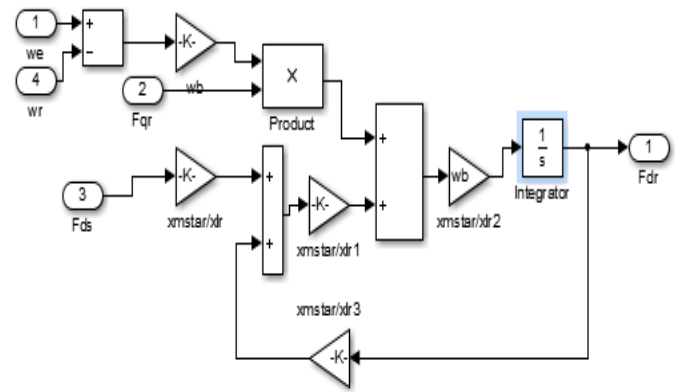 1
we
+
−
4
wr
-K-
wb
2
Fqr
X
Product
3
Fds
-K-
xmstar/xlr
+
+
-K-
xmstar/xlr1
+
+
wb
xmstar/xlr2
1
s
Integrator
1
Fdr
xmstar/xlr3
-K-